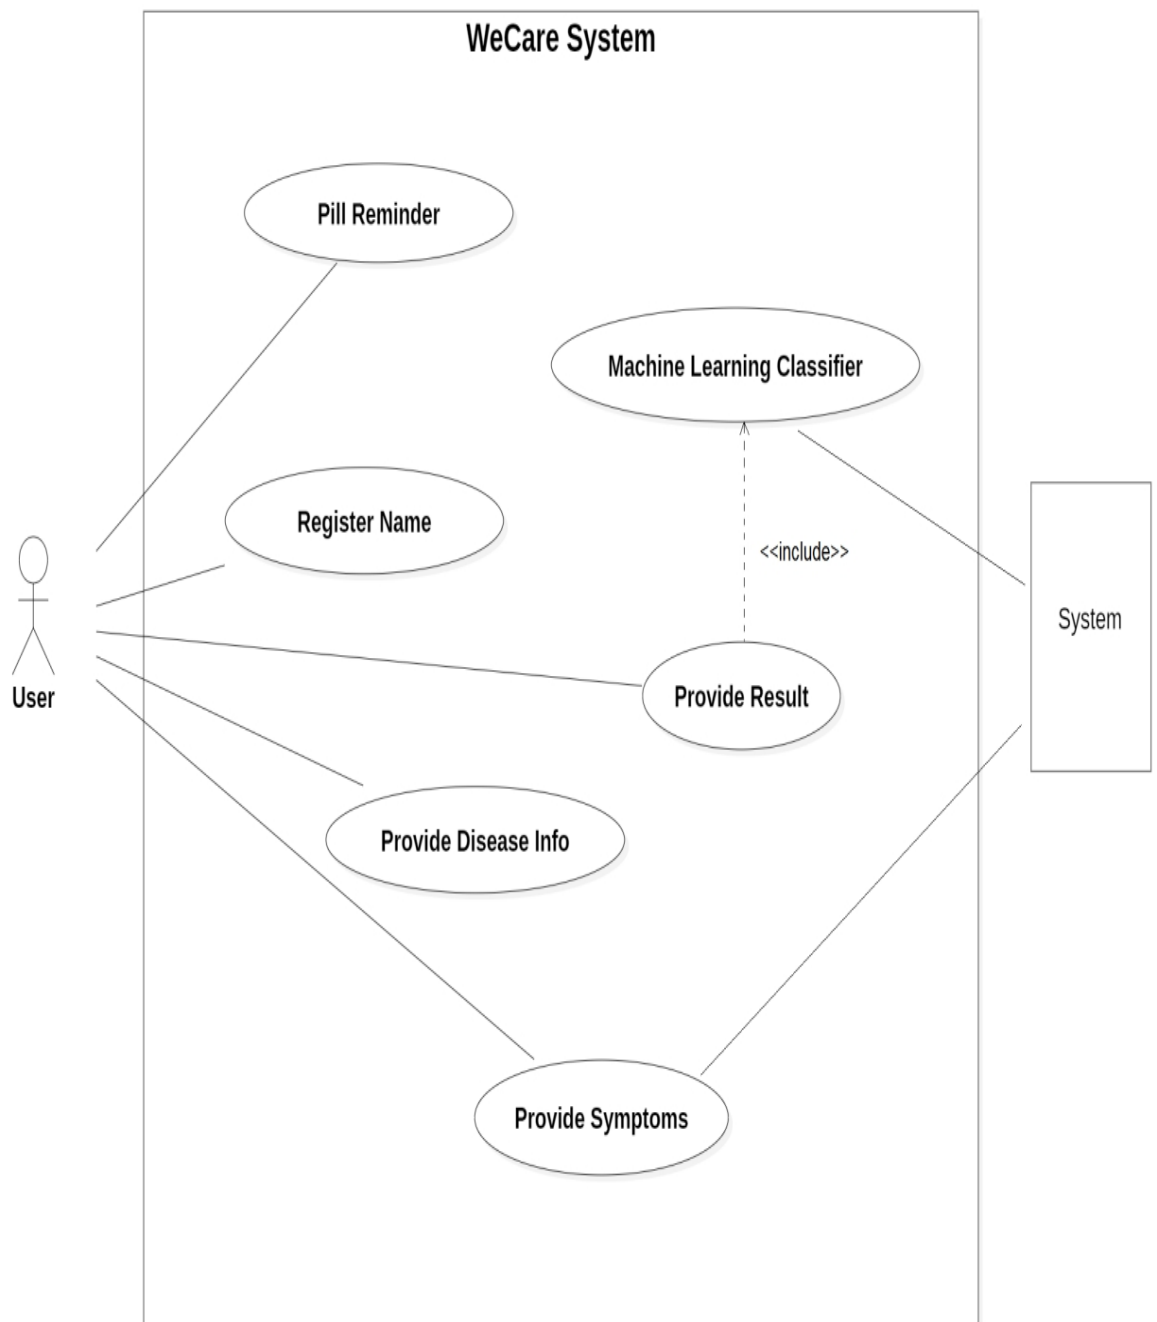 WeCare System
Pill Reminder
Machine Learning Classifier
Register Name
<<include>>
System
Provide Result
User
Provide Disease Info
Provide Symptoms